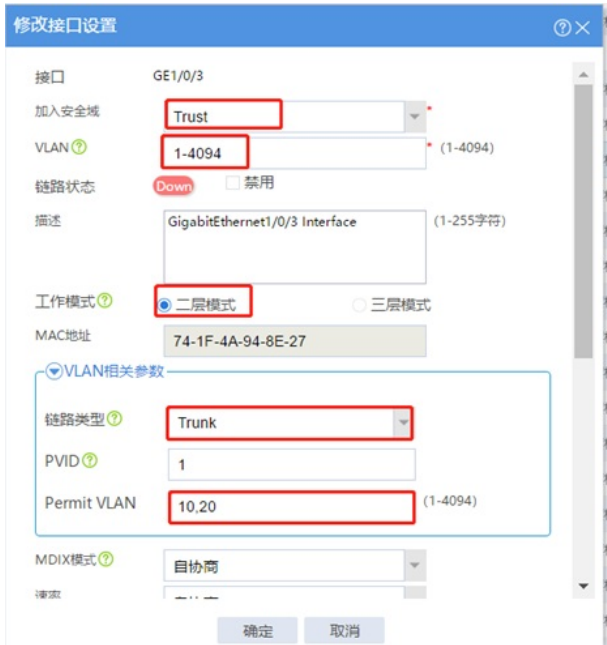 修改接口设置
接口 GE1/0/3
加入安全域 Trust *
VLAN 1-4094 * (1-4094)
链路状态 Down 禁用
描述 GigabitEthernet1/0/3 Interface (1-255字符)
工作模式 二层模式 三层模式
MAC地址 74-1F-4A-94-8E-27
VLAN相关参数
链路类型 Trunk
PVID 1
Permit VLAN 10,20 (1-4094)
MDIX模式 自协商
速率
确定 取消